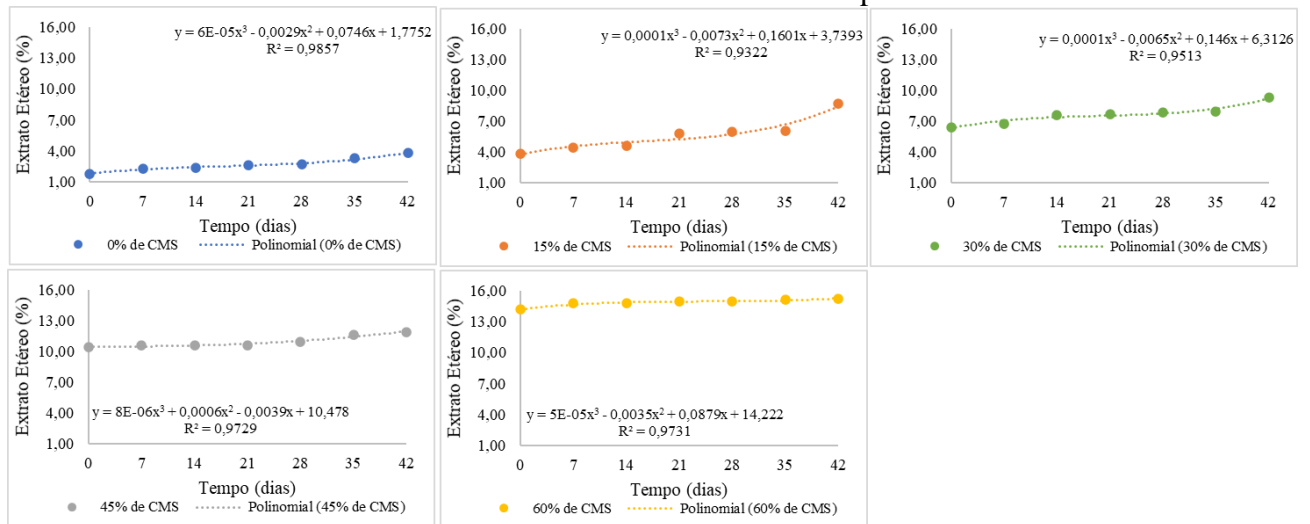 16,00
13,00
10,00
7,00
4,00
1,00
Extrato Etéreo (%)
y = 6E-05x³ - 0,0029x² + 0,0746x + 1,7752
R² = 0,9857
0 7 14 21 28 35 42
Tempo (dias)
0% de CMS Polinomial (0% de CMS)
16,00
13,00
10,00
7,00
4,00
1,00
Extrato Etéreo (%)
y = 0,0001x³ - 0,0073x² + 0,1601x + 3,7393
R² = 0,9322
0 7 14 21 28 35 42
Tempo (dias)
15% de CMS Polinomial (15% de CMS)
16,00
13,00
10,00
7,00
4,00
1,00
Extrato Etéreo (%)
y = 0,0001x³ - 0,0065x² + 0,146x + 6,3126
R² = 0,9513
0 7 14 21 28 35 42
Tempo (dias)
30% de CMS Polinomial (30% de CMS)
16,00
13,00
10,00
7,00
4,00
1,00
Extrato Etéreo (%)
y = 8E-06x³ + 0,0006x² - 0,0039x + 10,478
R² = 0,9729
0 7 14 21 28 35 42
Tempo (dias)
45% de CMS Polinomial (45% de CMS)
16,00
13,00
10,00
7,00
4,00
1,00
Extrato Etéreo (%)
y = 5E-05x³ - 0,0035x² + 0,0879x + 14,222
R² = 0,9731
0 7 14 21 28 35 42
Tempo (dias)
60% de CMS Polinomial (60% de CMS)